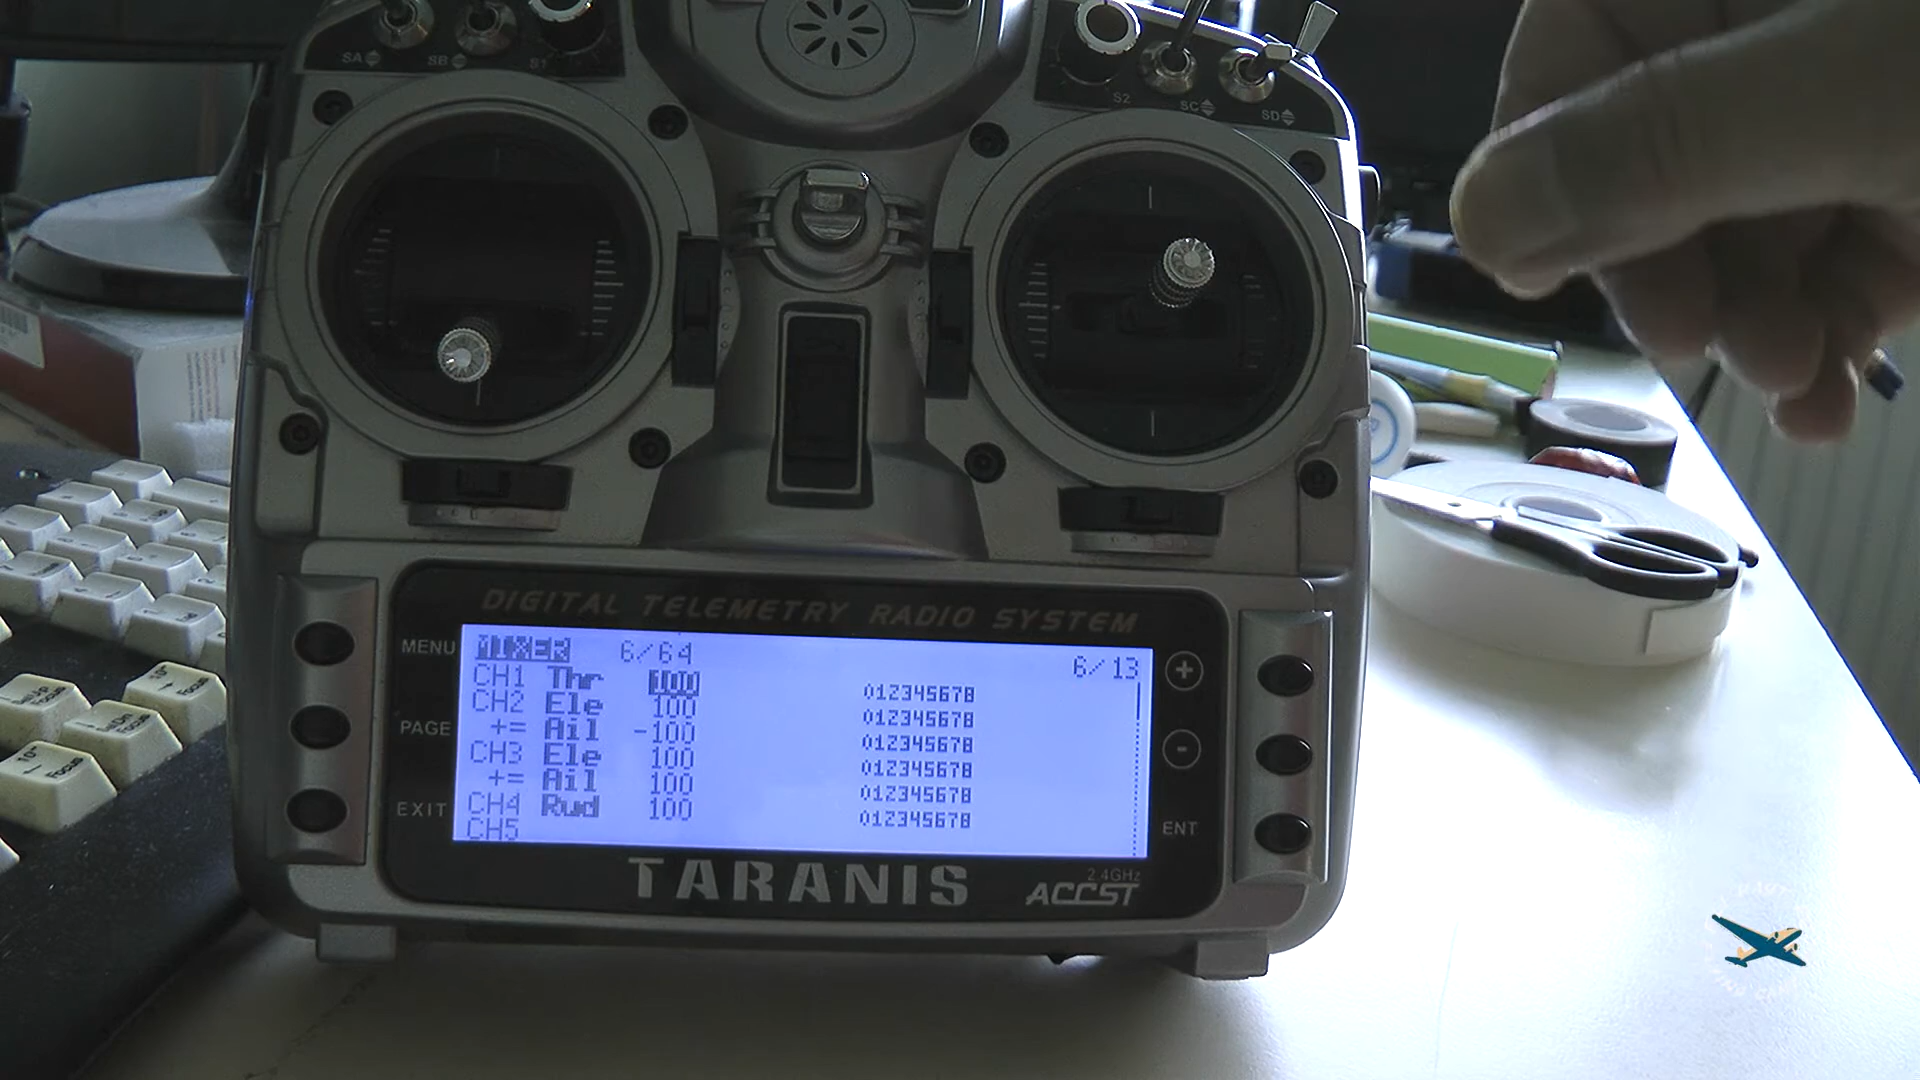 SA SB S1
S2 SC SD
DIGITAL TELEMETRY RADIO SYSTEM
MENU
PAGE
EXIT
MIXER 6/64 6/13
CH1 Thr 100 012345678
CH2 Ele 100 012345678
+= Ail -100 012345678
CH3 Ele 100 012345678
+= Ail 100 012345678
CH4 Rud 100 012345678
CH5
+
-
ENT
TARANIS
2.4GHz
ACCST